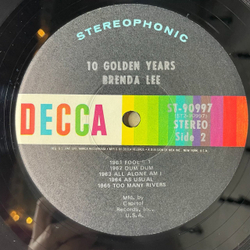 STEREOPHONIC
10 GOLDEN YEARS
BRENDA LEE
DECCA
ST-90997
STEREO
Side 2
1961 FOOL
1962 DUM DUM
1963 ALL ALONE AM I
1964 AS USUAL
1965 TOO MANY RIVERS
Mfg. by
Capitol
Records, Inc.,
U.S.A.